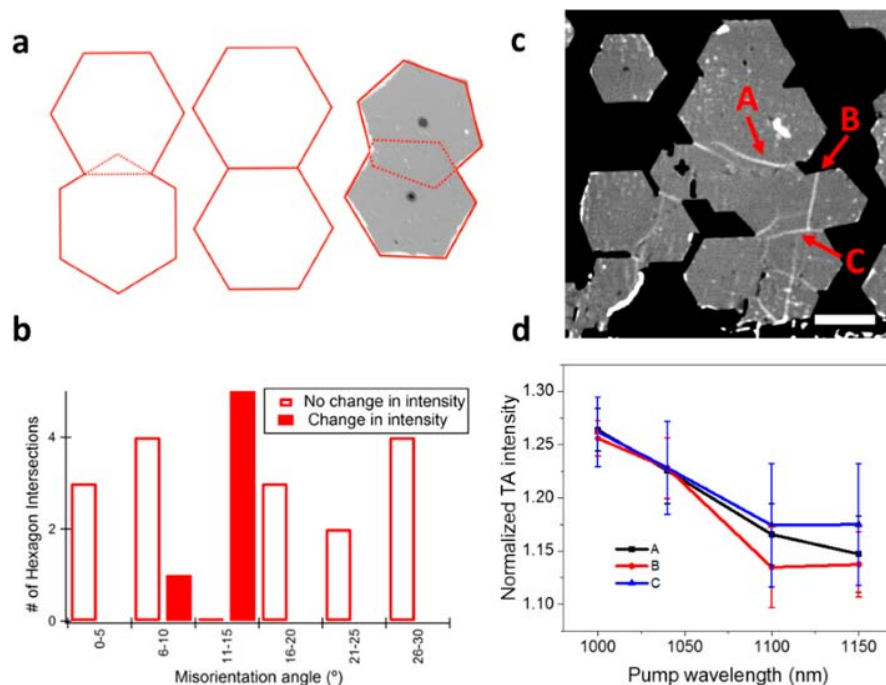 a
c
A
B
C
b
No change in intensity
Change in intensity
# of Hexagon Intersections
4
2
0
0-5
6-10
11-15
16-20
21-25
26-30
Misorientation angle (º)
d
Normalized TA intensity
1.30
1.25
1.20
1.15
1.10
A
B
C
1000
1050
1100
1150
Pump wavelength (nm)